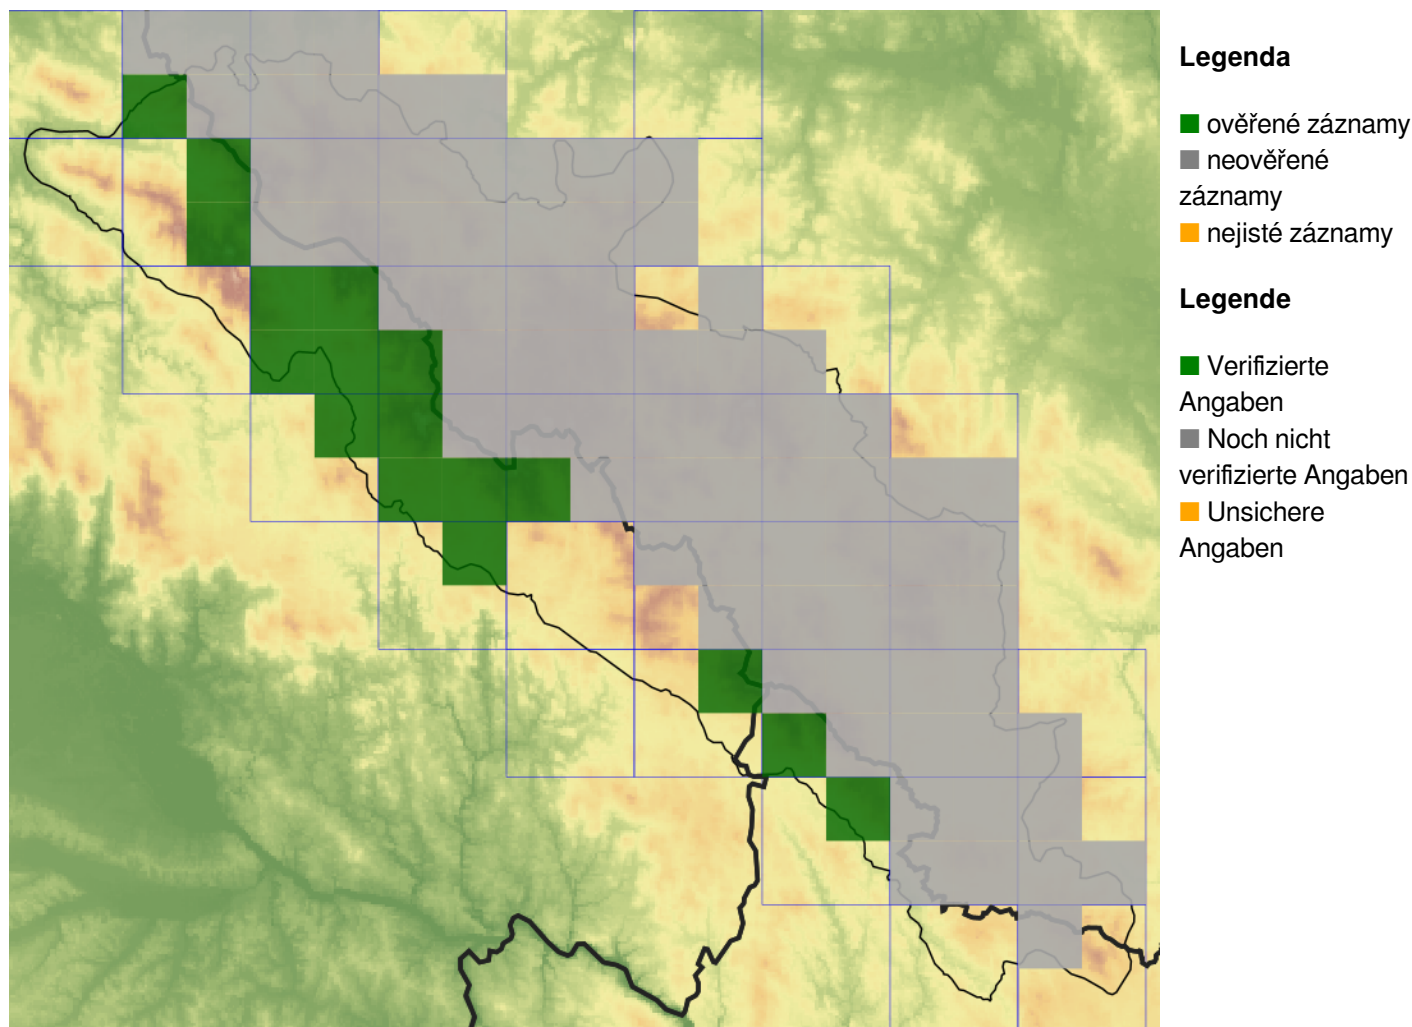 Legenda
ověřené záznamy
neověřené
záznamy
nejisté záznamy
Legende
Verifizierte
Angaben
Noch nicht
verifizierte Angaben
Unsichere
Angaben